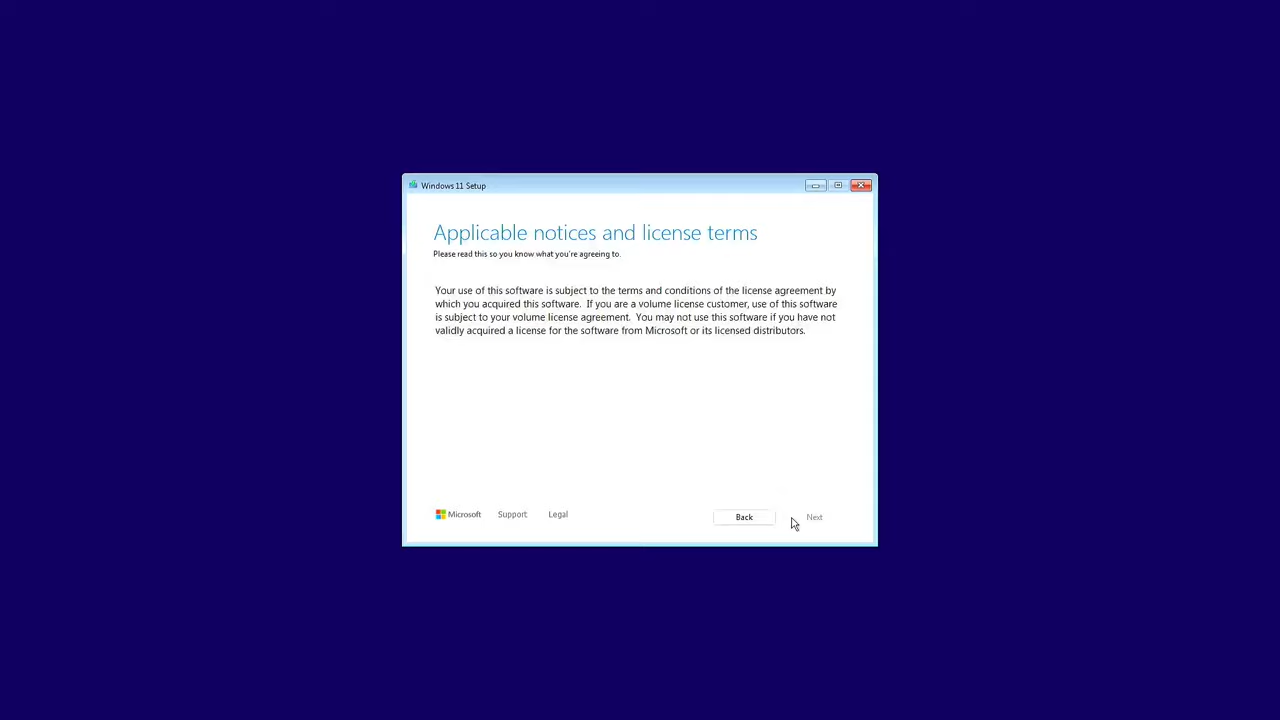 Windows 11 Setup
Applicable notices and license terms
Please read this so you know what you're agreeing to.
Your use of this software is subject to the terms and conditions of the license agreement by
which you acquired this software.  If you are a volume license customer, use of this software
is subject to your volume license agreement.  You may not use this software if you have not
validly acquired a license for the software from Microsoft or its licensed distributors.
Microsoft Support Legal Back Next